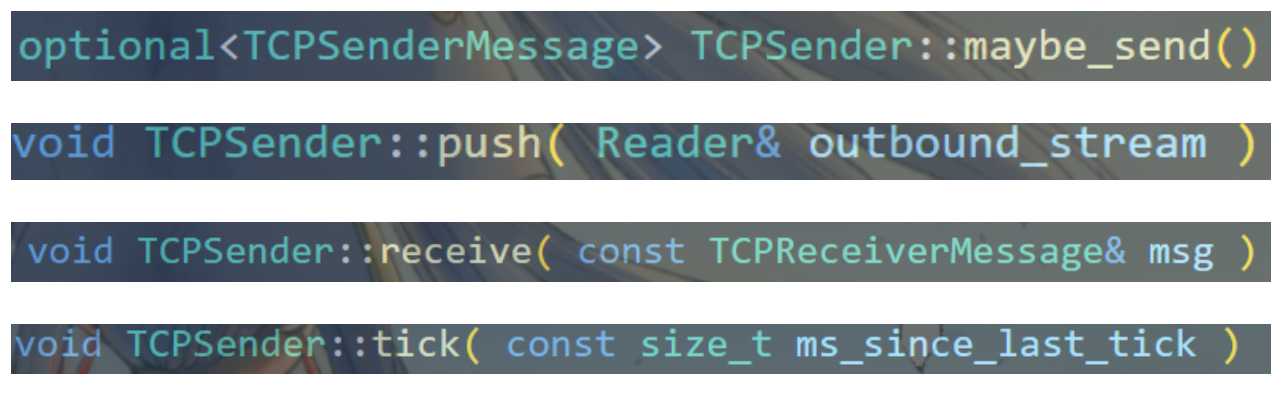 optional<TCPSenderMessage> TCPSender::maybe_send()
void TCPSender::push( Reader& outbound_stream )
void TCPSender::receive( const TCPReceiverMessage& msg )
void TCPSender::tick( const size_t ms_since_last_tick )